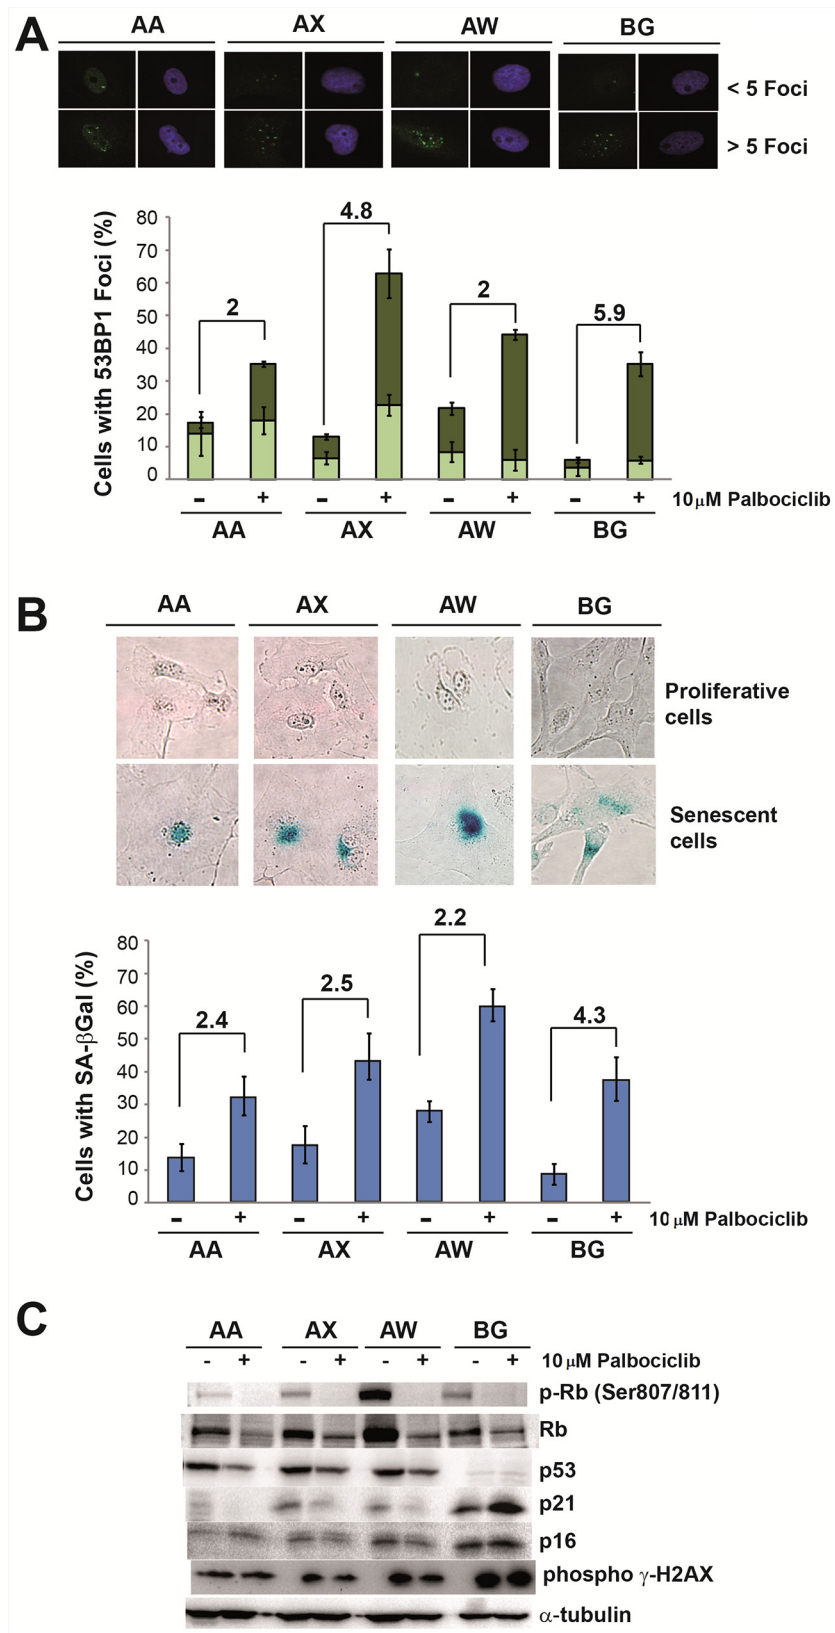 A
AA AX AW BG
< 5 Foci
> 5 Foci
Cells with 53BP1 Foci (%)
80
70
60
50
40
30
20
10
0
2 4.8 2 5.9
- + - + - + - + 10μM Palbociclib
AA AX AW BG
B
AA AX AW BG
Proliferative
cells
Senescent
cells
Cells with SA-βGal (%)
80
70
60
50
40
30
20
10
0
2.4 2.5 2.2 4.3
- + - + - + - + 10 μM Palbociclib
AA AX AW BG
C
AA AX AW BG
- + - + - + - + 10 μM Palbociclib
p-Rb (Ser807/811)
Rb
p53
p21
p16
phospho γ-H2AX
α-tubulin